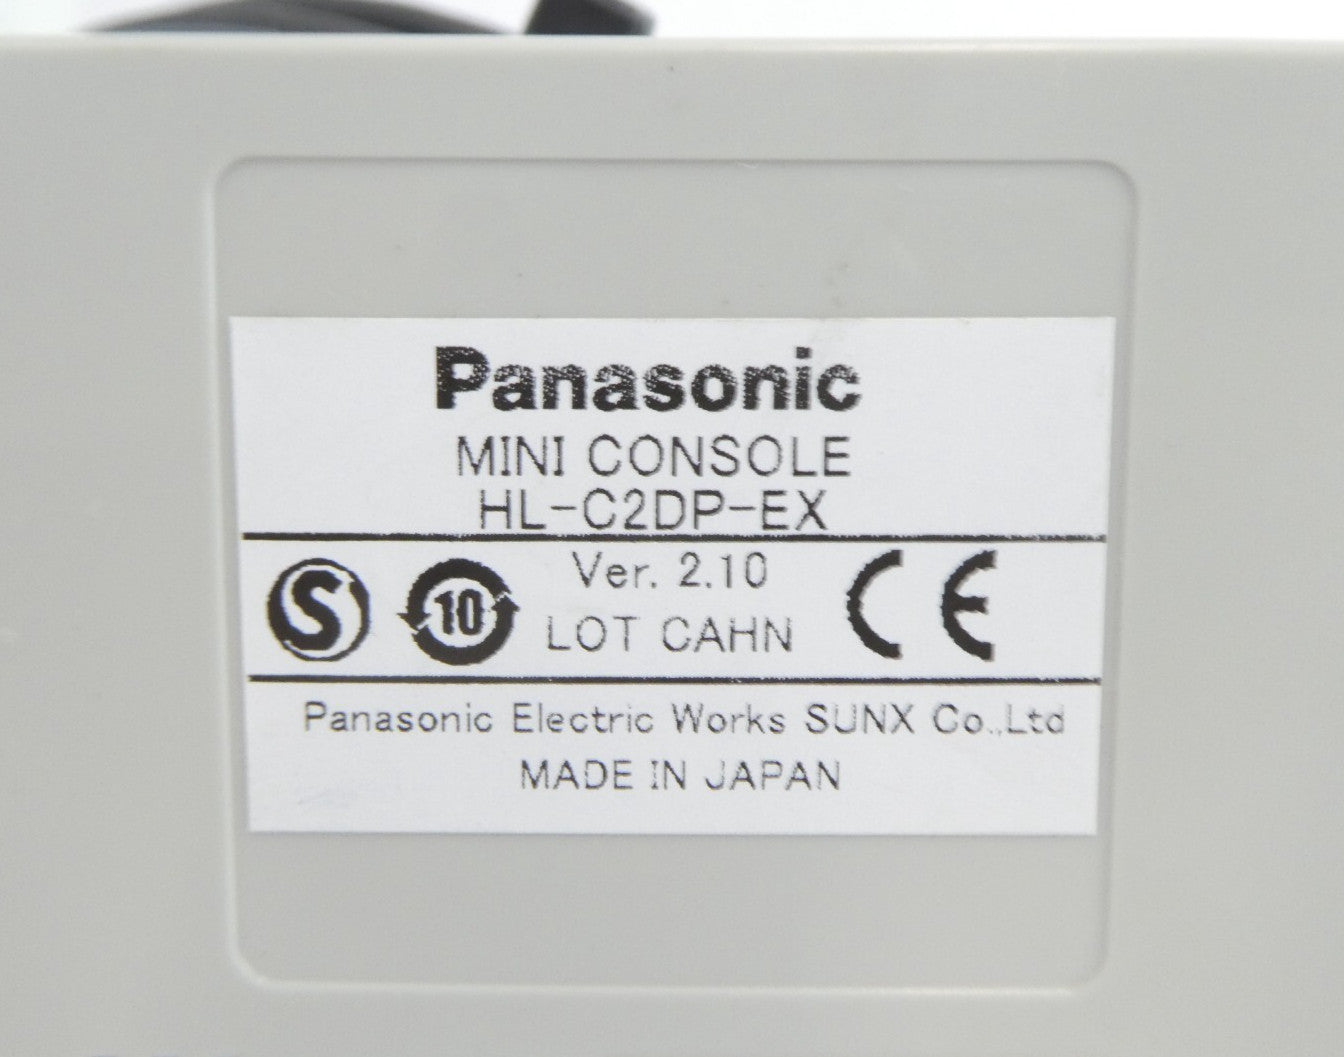 Panasonic
MINI CONSOLE
HL-C2DP-EX
Ver. 2.10
S 10 LOT CAHN CE
Panasonic Electric Works SUNX Co.,Ltd
MADE IN JAPAN